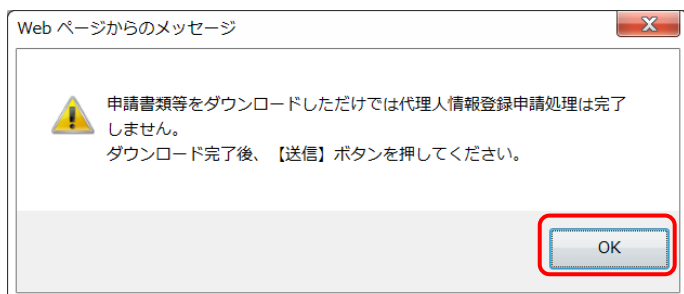 Web ページからのメッセージ
X
申請書類等をダウンロードしただけでは代理人情報登録申請処理は完了
しません。
ダウンロード完了後、【送信】ボタンを押してください。
OK